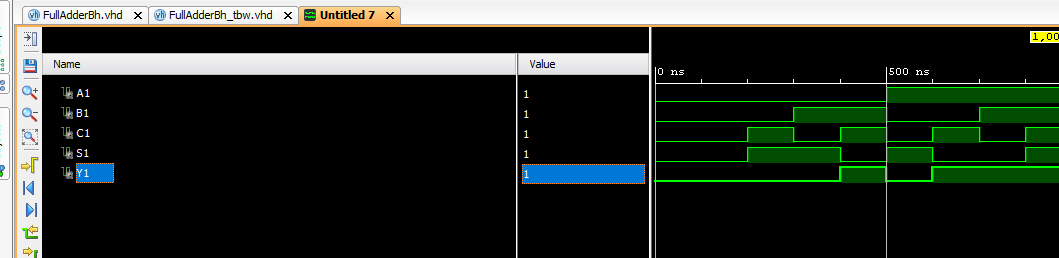 FullAdderBh.vhd FullAdderBh_tbw.vhd Untitled 7
1,00
Name Value
0 ns 500 ns
A1 1
B1 1
C1 1
S1 1
Y1 1